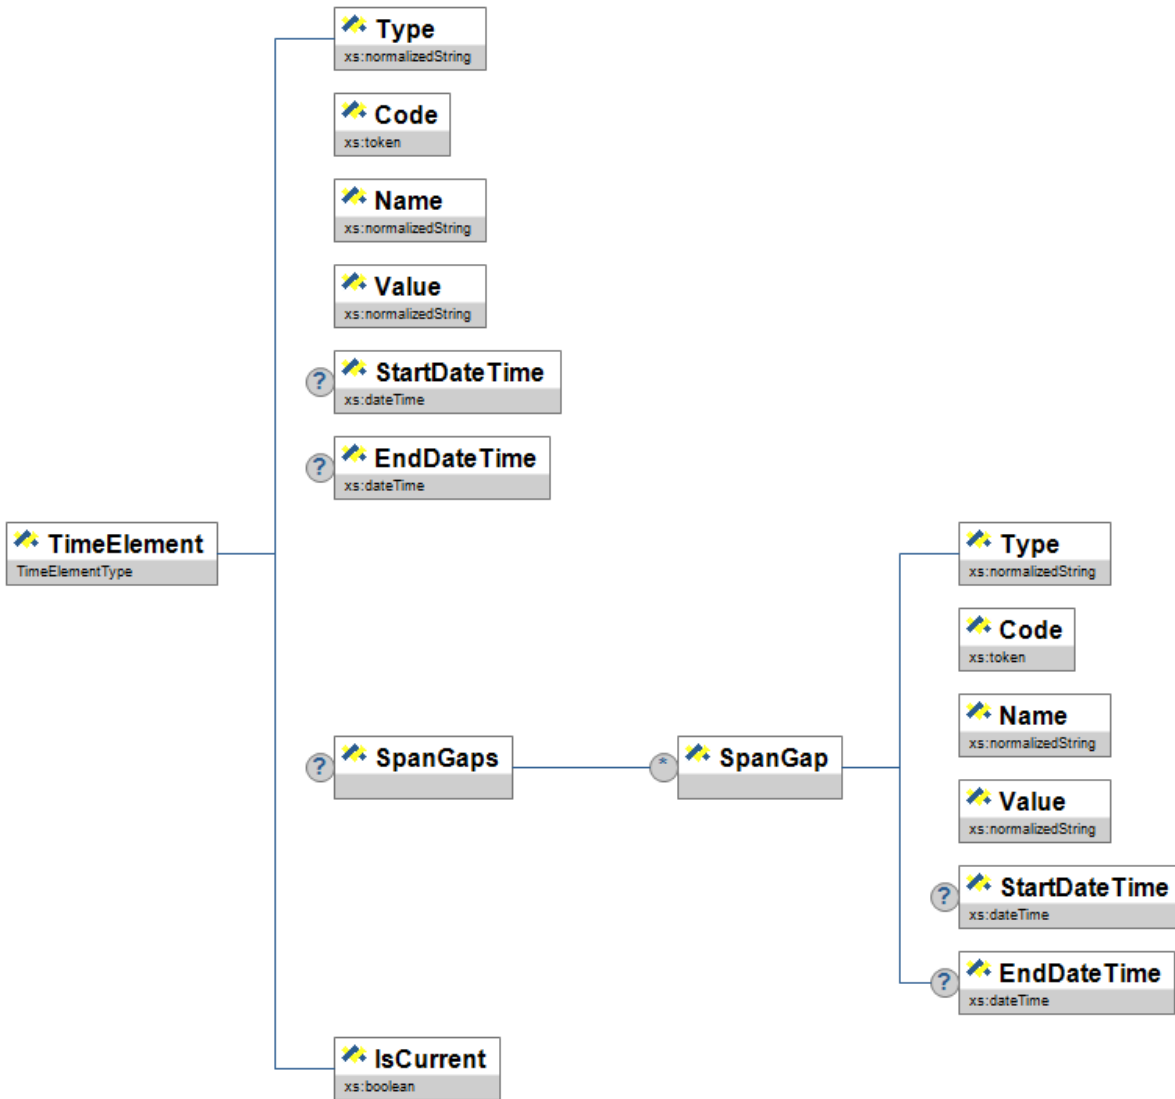 Type
xs:normalizedString
Code
xs:token
Name
xs:normalizedString
Value
xs:normalizedString
?
StartDateTime
xs:dateTime
?
EndDateTime
xs:dateTime
TimeElement
TimeElementType
?
SpanGaps
*
SpanGap
Type
xs:normalizedString
Code
xs:token
Name
xs:normalizedString
Value
xs:normalizedString
?
StartDateTime
xs:dateTime
?
EndDateTime
xs:dateTime
IsCurrent
xs:boolean